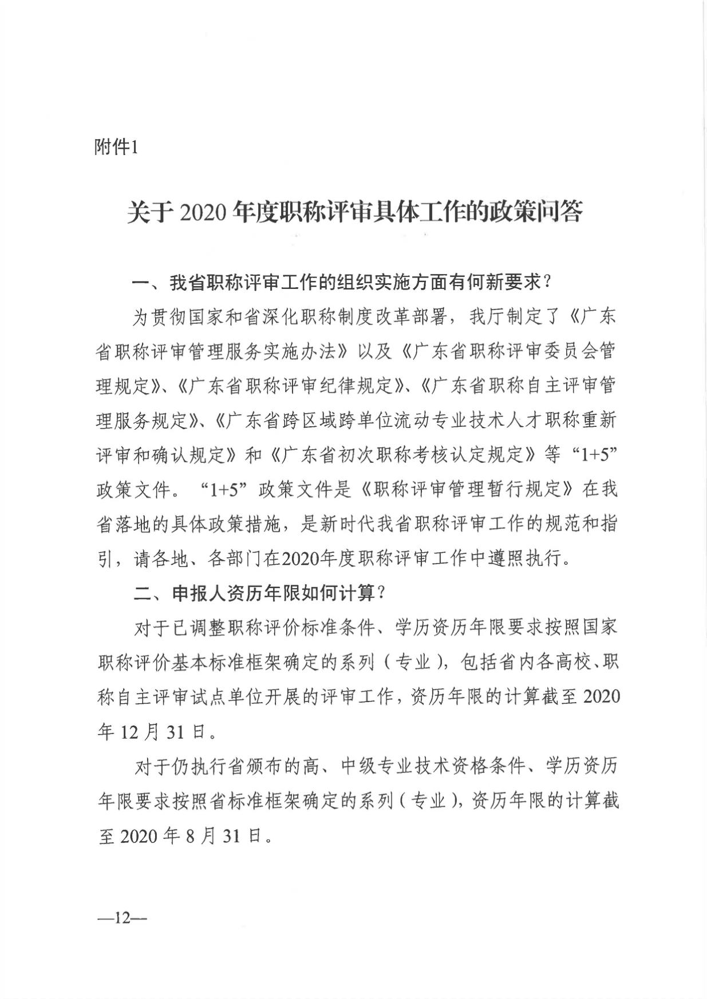 附件1
关于 2020 年度职称评审具体工作的政策问答
一、我省职称评审工作的组织实施方面有何新要求？
为贯彻国家和省深化职称制度改革部署，我厅制定了《广东
省职称评审管理服务实施办法》以及《广东省职称评审委员会管
理规定》、《广东省职称评审纪律规定》、《广东省职称自主评审管
理服务规定》、《广东省跨区域跨单位流动专业技术人才职称重新
评审和确认规定》和《广东省初次职称考核认定规定》等“1+5”
政策文件。“1+5”政策文件是《职称评审管理暂行规定》在我
省落地的具体政策措施，是新时代我省职称评审工作的规范和指
引，请各地、各部门在2020年度职称评审工作中遵照执行。
二、申报人资历年限如何计算？
对于已调整职称评价标准条件、学历资历年限要求按照国家
职称评价基本标准框架确定的系列（专业），包括省内各高校、职
称自主评审试点单位开展的评审工作，资历年限的计算截至 2020
年 12 月 31 日。
对于仍执行省颁布的高、中级专业技术资格条件、学历资历
年限要求按照省标准框架确定的系列（专业），资历年限的计算截
至 2020 年 8 月 31 日。
—12—